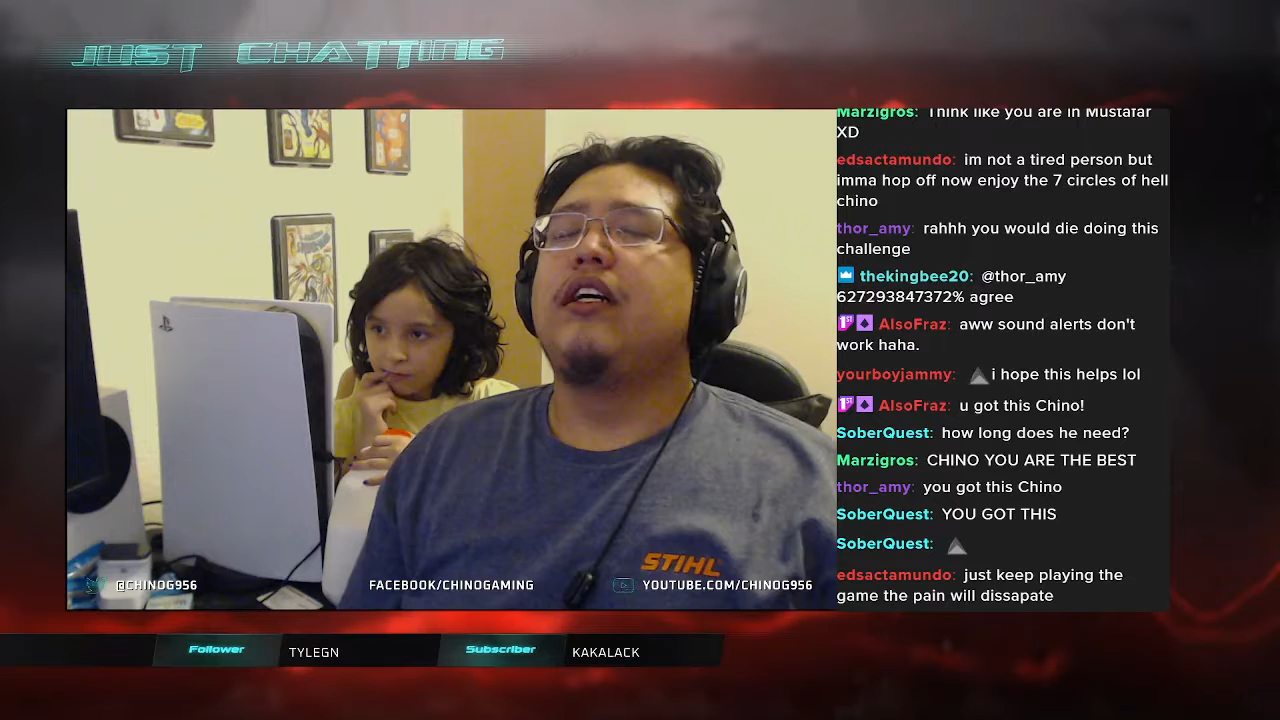 JUST CHATTING
Marzigros: Think like you are in Mustafar
XD
edsactamundo: im not a tired person but
imma hop off now enjoy the 7 circles of hell
chino
thor_amy: rahhh you would die doing this
challenge
thekingbee20: @thor_amy
627293847372% agree
1ST AlsoFraz: aww sound alerts don't
work haha.
yourboyjammy: i hope this helps lol
1ST AlsoFraz: u got this Chino!
SoberQuest: how long does he need?
Marzigros: CHINO YOU ARE THE BEST
thor_amy: you got this Chino
SoberQuest: YOU GOT THIS
SoberQuest:
edsactamundo: just keep playing the
game the pain will dissapate
STIHL
@CHINOG956 FACEBOOK/CHINOGAMING YOUTUBE.COM/CHINOG956
Follower TYLEGN Subscriber KAKALACK